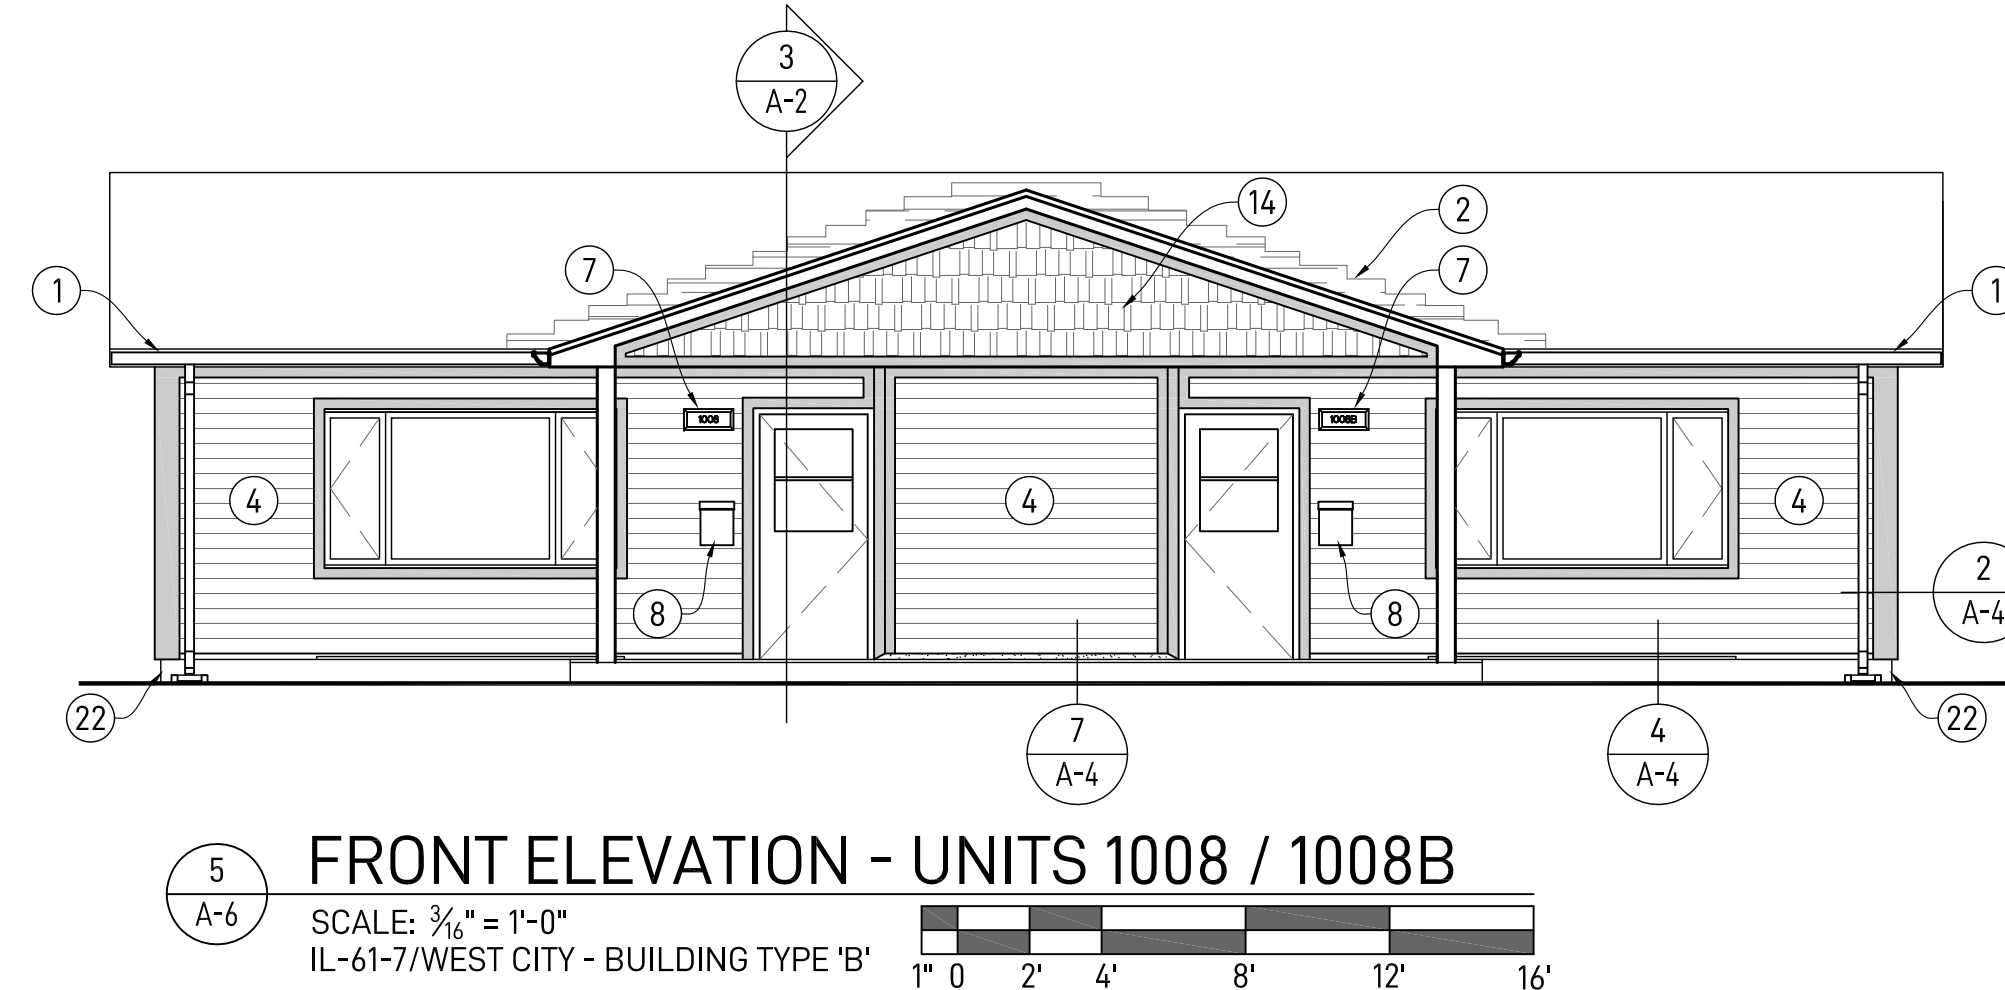 3
A-2
14
2
7
7
1
1
1008
1008B
4
4
4
2
A-4
8
8
22
22
7
A-4
4
A-4
5
A-6
FRONT ELEVATION - UNITS 1008 / 1008B
SCALE: 3/16" = 1'-0"
IL-61-7/WEST CITY - BUILDING TYPE 'B'
1" 0 2' 4' 8' 12' 16'